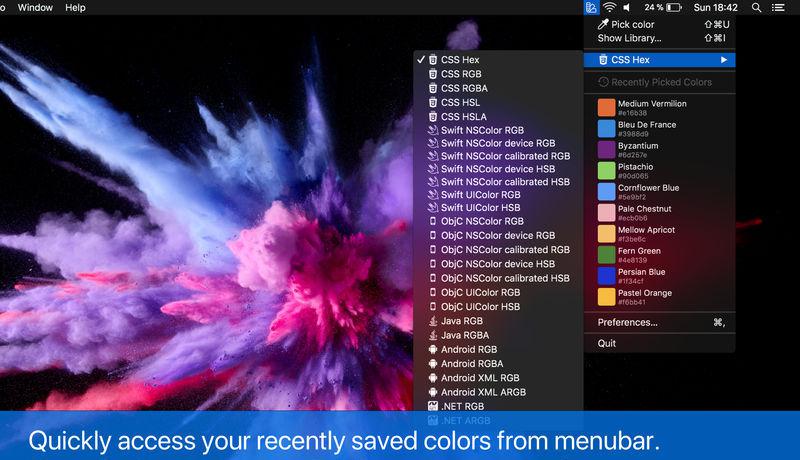 o Window Help 24 % Sun 18:42
Pick color ⇧⌘U
Show Library... ⇧⌘I
CSS Hex
Recently Picked Colors
Medium Vermilion
#e16b38
Bleu De France
#3988d9
Byzantium
#6d257e
Pistachio
#90d065
Cornflower Blue
#5e9bf2
Pale Chestnut
#ecb0b6
Mellow Apricot
#f3be6c
Fern Green
#4e8139
Persian Blue
#1f34cf
Pastel Orange
#f6bb41
Preferences... ⌘,
Quit
✓ CSS Hex
CSS RGB
CSS RGBA
CSS HSL
CSS HSLA
Swift NSColor RGB
Swift NSColor device RGB
Swift NSColor calibrated RGB
Swift NSColor device HSB
Swift NSColor calibrated HSB
Swift UIColor RGB
Swift UIColor HSB
ObjC NSColor RGB
ObjC NSColor device RGB
ObjC NSColor calibrated RGB
ObjC NSColor device HSB
ObjC NSColor calibrated HSB
ObjC UIColor RGB
ObjC UIColor HSB
Java RGB
Java RGBA
Android RGB
Android RGBA
Android XML RGB
Android XML ARGB
.NET RGB
.NET ARGB
Quickly access your recently saved colors from menubar.